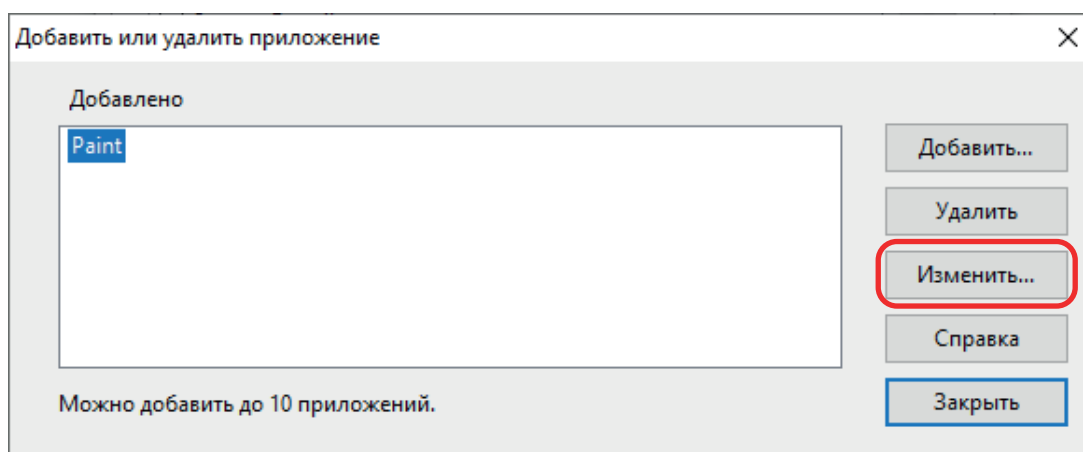 Добавить или удалить приложение
Добавлено
Paint
Добавить...
Удалить
Изменить...
Справка
Можно добавить до 10 приложений.
Закрыть